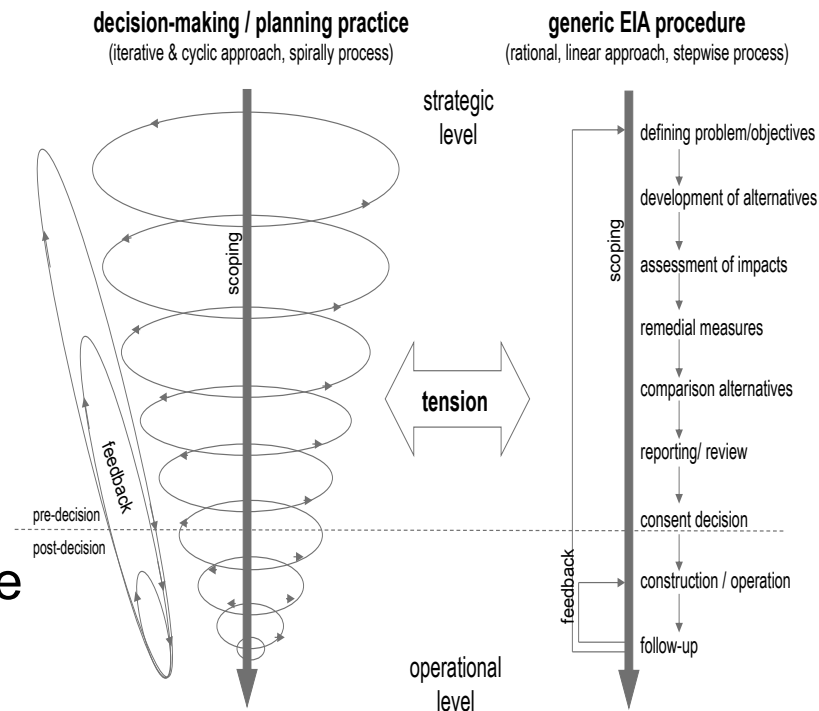 decision-making / planning practice
(iterative & cyclic approach, spirally process)
generic EIA procedure
(rational, linear approach, stepwise process)
strategic
level
scoping
feedback
pre-decision
post-decision
e
tension
scoping
feedback
defining problem/objectives
development of alternatives
assessment of impacts
remedial measures
comparison alternatives
reporting/ review
consent decision
construction / operation
follow-up
operational
level